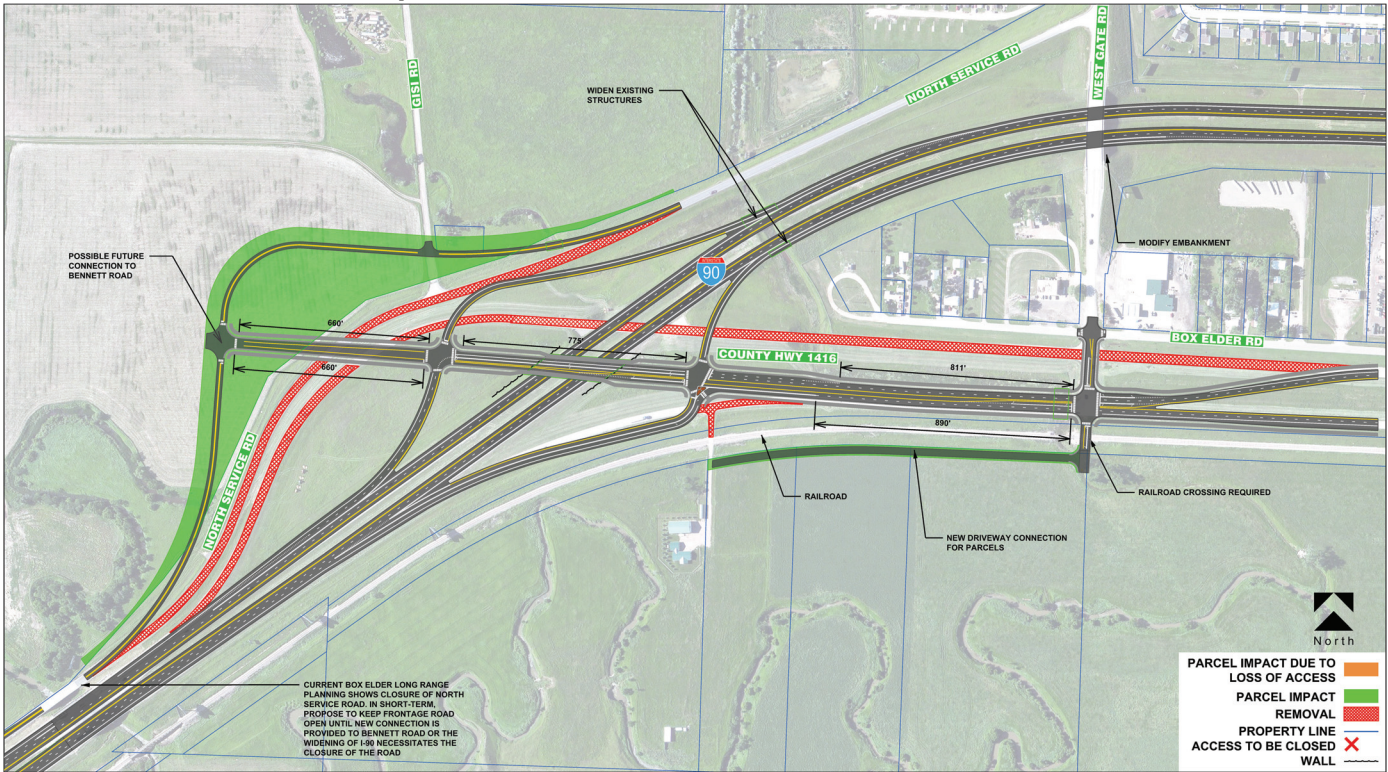 GISI RD
WIDEN EXISTING
STRUCTURES
NORTH SERVICE RD
WEST GATE RD
MODIFY EMBANKMENT
POSSIBLE FUTURE
CONNECTION TO
BENNETT ROAD
INTERSTATE
90
660'
775'
COUNTY HWY 1416
BOX ELDER RD
811'
660'
890'
NORTH SERVICE RD
RAILROAD
RAILROAD CROSSING REQUIRED
NEW DRIVEWAY CONNECTION
FOR PARCELS
CURRENT BOX ELDER LONG RANGE
PLANNING SHOWS CLOSURE OF NORTH
SERVICE ROAD. IN SHORT-TERM,
PROPOSE TO KEEP FRONTAGE ROAD
OPEN UNTIL NEW CONNECTION IS
PROVIDED TO BENNETT ROAD OR THE
WIDENING OF I-90 NECESSITATES THE
CLOSURE OF THE ROAD
North
PARCEL IMPACT DUE TO
LOSS OF ACCESS
PARCEL IMPACT
REMOVAL
PROPERTY LINE
ACCESS TO BE CLOSED
WALL